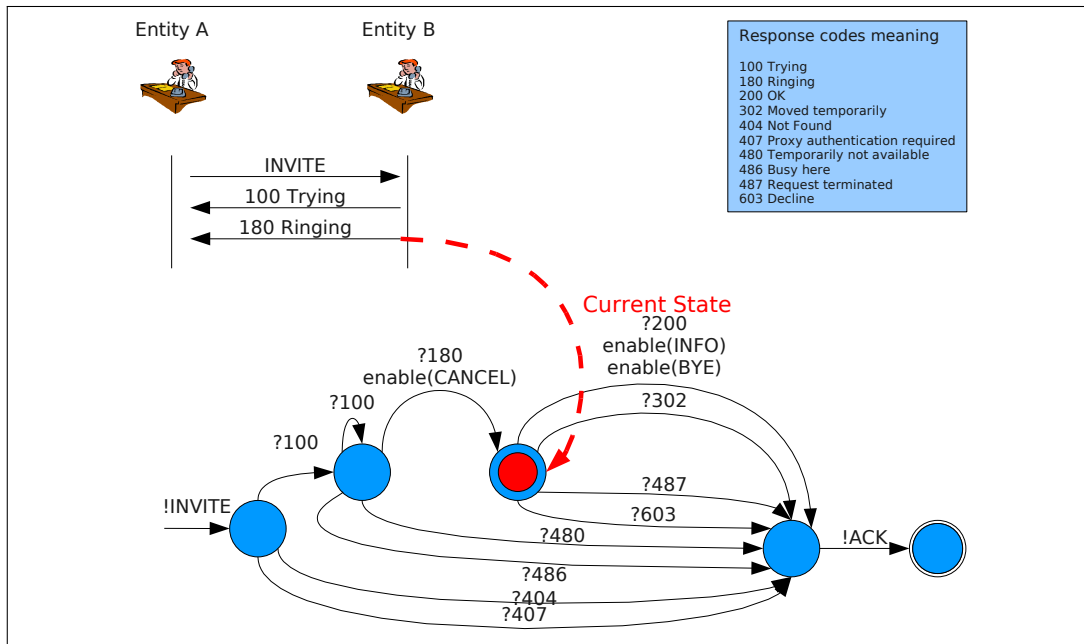 Entity A
Entity B
Response codes meaning
100 Trying
180 Ringing
200 OK
302 Moved temporarily
404 Not Found
407 Proxy authentication required
480 Temporarily not available
486 Busy here
487 Request terminated
603 Decline
INVITE
100 Trying
180 Ringing
Current State
?200
enable(INFO)
enable(BYE)
?180
enable(CANCEL)
?302
?100
?100
?487
!INVITE
?603
?480
!ACK
?486
?404
?407